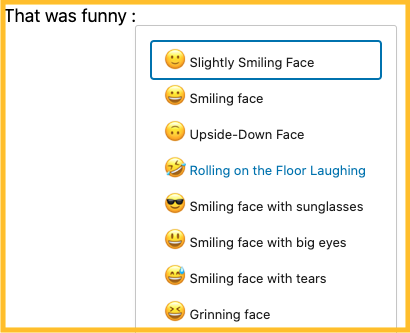 That was funny :
Slightly Smiling Face
Smiling face
Upside-Down Face
Rolling on the Floor Laughing
Smiling face with sunglasses
Smiling face with big eyes
Smiling face with tears
Grinning face